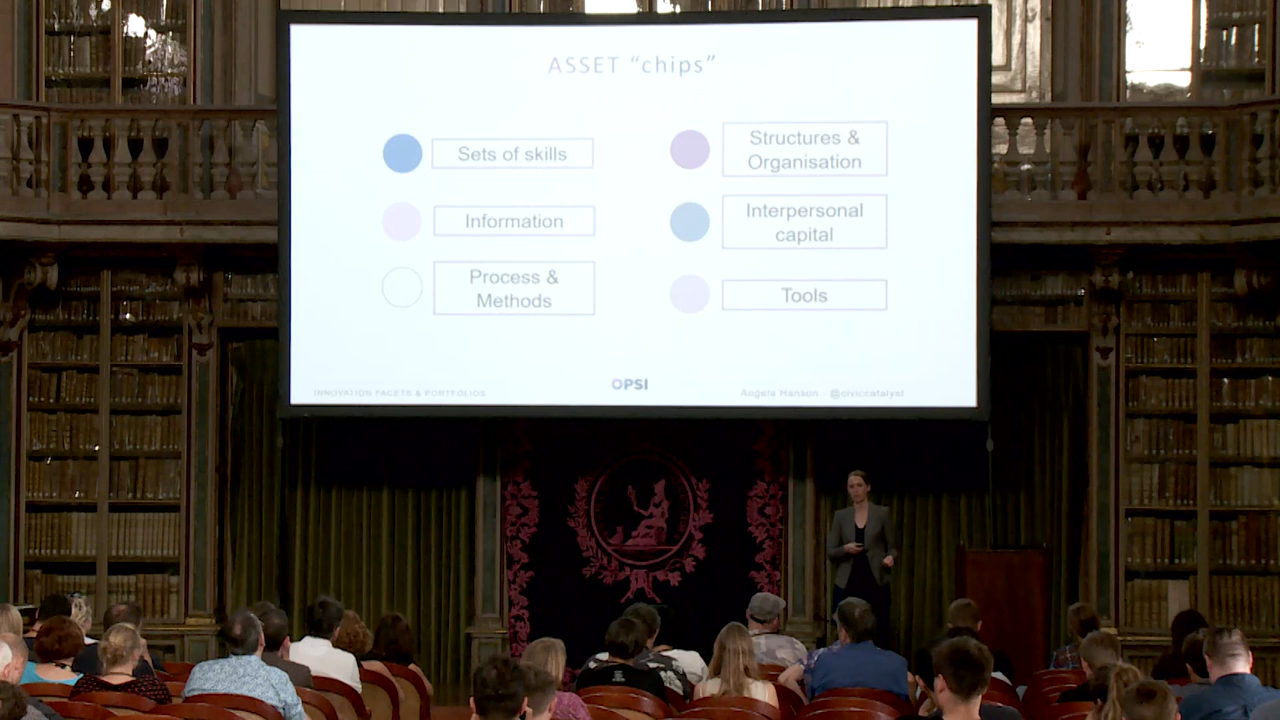 ASSET “chips”
Sets of skills
Information
Process &
Methods
Structures &
Organisation
Interpersonal
capital
Tools
INNOVATION FACETS & PORTFOLIOS
OPSI
Angela Hanson @civiccatalyst